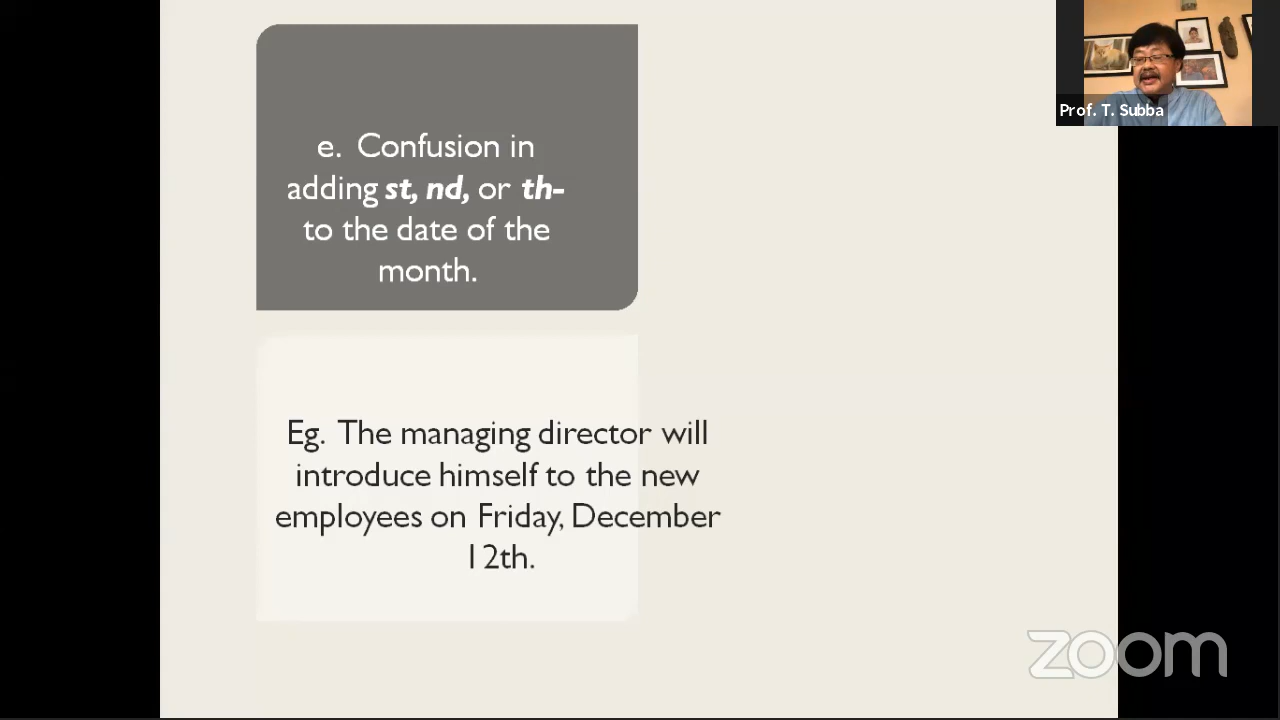 e. Confusion in
adding st, nd, or th-
to the date of the
month.
Eg. The managing director will
introduce himself to the new
employees on Friday, December
12th.
Prof. T. Subba
zoom